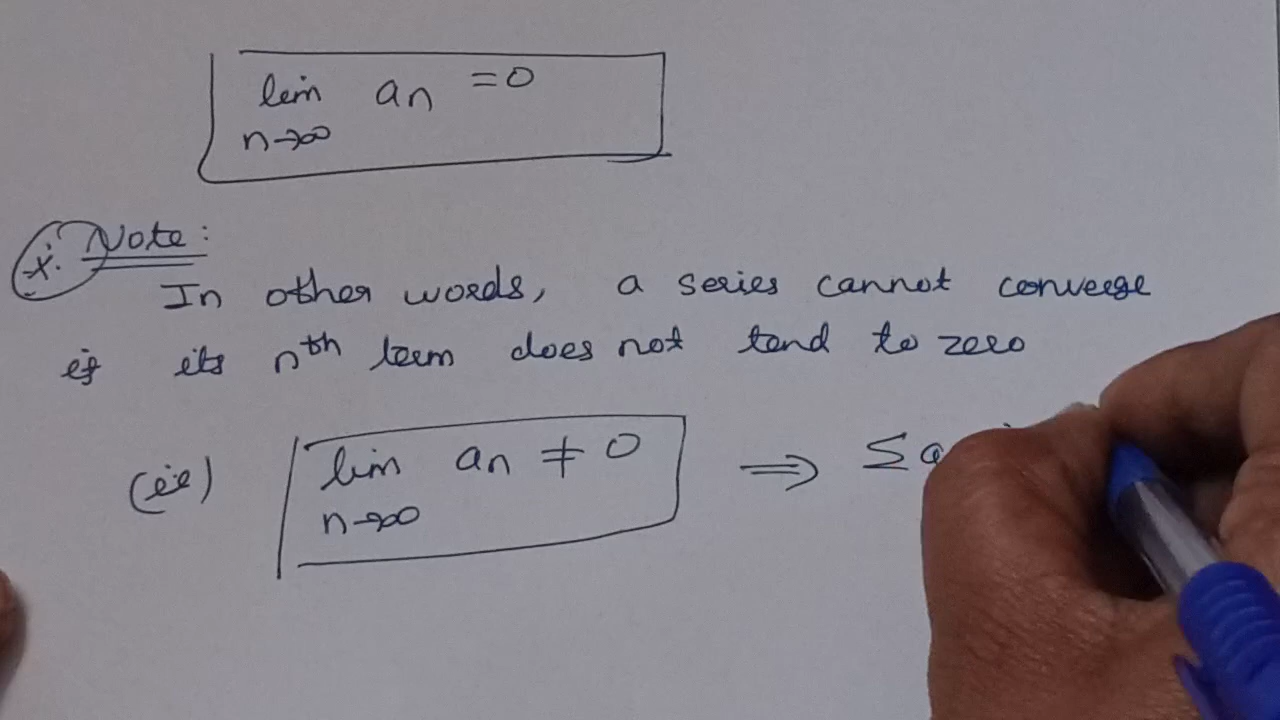 lim an = 0
n→∞
x. Note:
In other words, a series cannot converge
if its nth term does not tend to zero
(ie) lim an ≠ 0 ⇒ Σa
n→∞